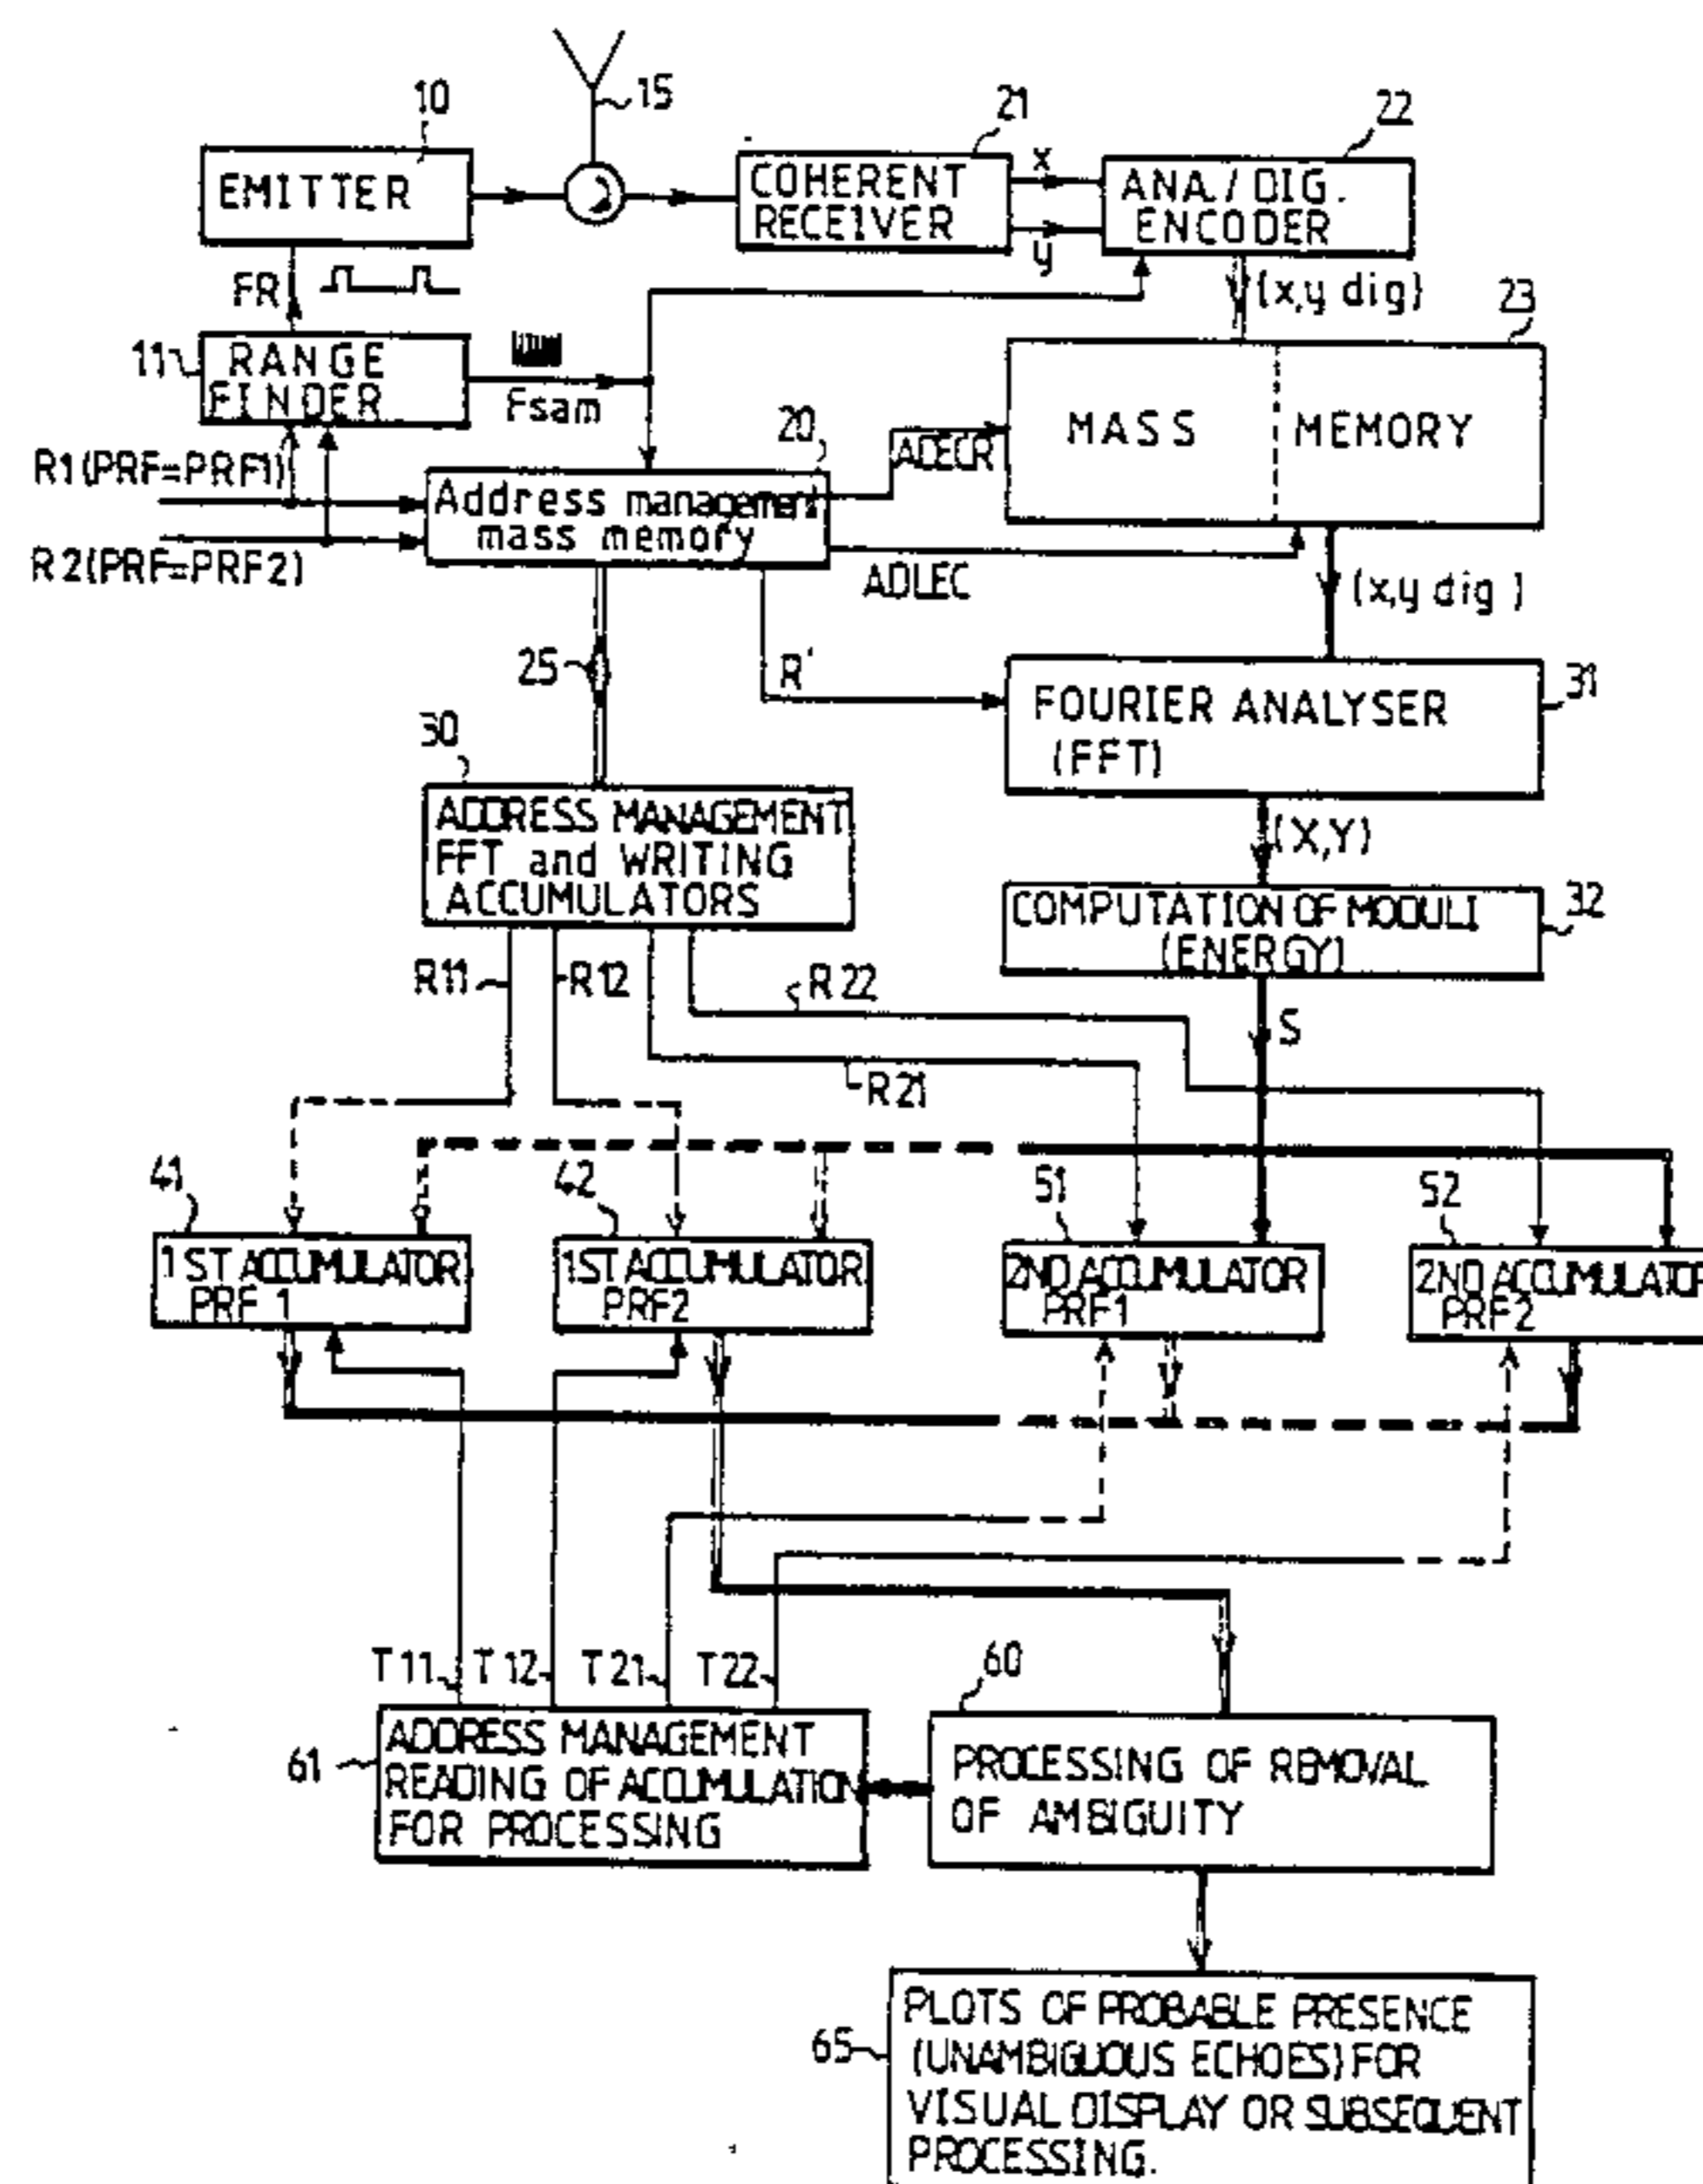 10
15
21
22
EMITTER
COHERENT
RECEIVER
x
y
ANA./DIG.
ENCODER
FR
(x,y dig)
23
11
RANGE
FINDER
Fsam
MASS MEMORY
20
ADECR
R1(PRF=PRF1)
Address management
mass memory
R2(PRF=PRF2)
ADLEC
(x,y dig)
25
R'
FOURIER ANALYSER
(FFT)
31
30
ADDRESS MANAGEMENT
FFT and WRITING
ACCUMULATORS
(X,Y)
COMPUTATION OF MODULI
(ENERGY)
32
R11
R12
R22
S
R21
41
42
51
52
1ST ACCUMULATOR
PRF1
1ST ACCUMULATOR
PRF2
2ND ACCUMULATOR
PRF1
2ND ACCUMULATOR
PRF2
T11
T12
T21
T22
60
61
ADDRESS MANAGEMENT
READING OF ACCUMULATION
FOR PROCESSING
PROCESSING OF REMOVAL
OF AMBIGUITY
65
PLOTS OF PROBABLE PRESENCE
(UNAMBIGUOUS ECHOES) FOR
VISUAL DISPLAY OR SUBSEQUENT
PROCESSING.